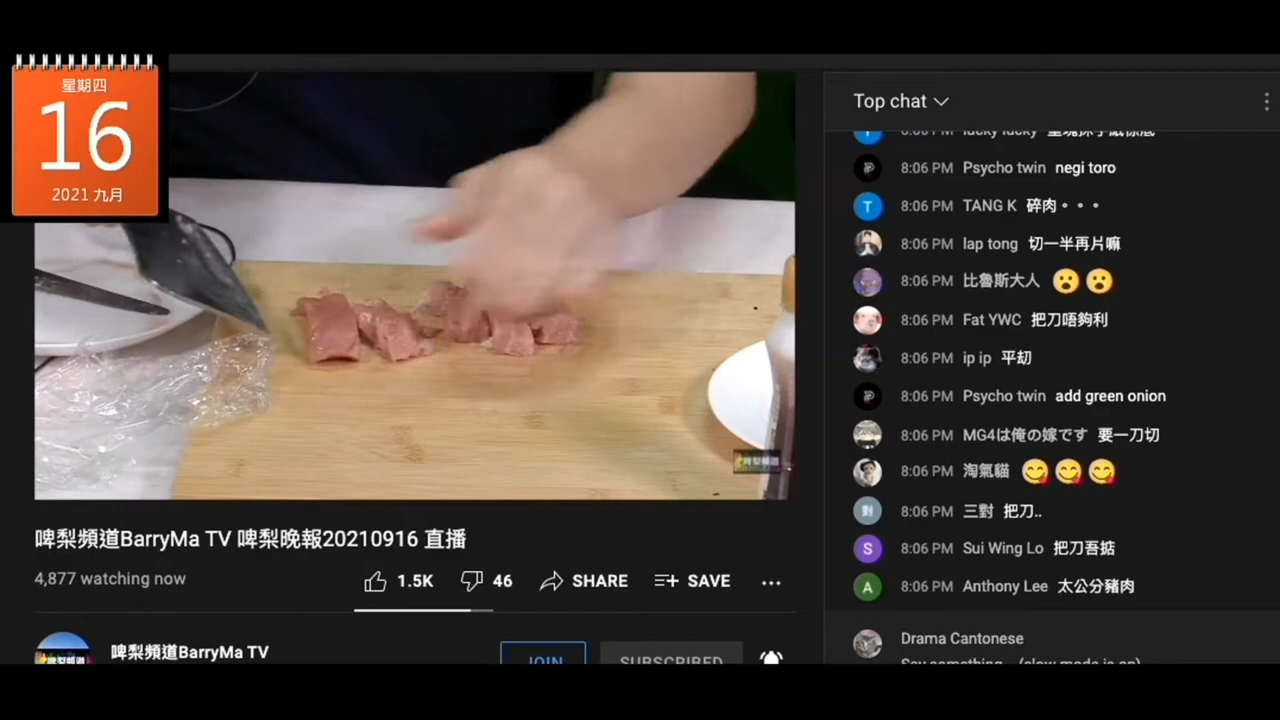 星期四
16
2021 九月
Top chat
8:06 PM Psycho twin negi toro
8:06 PM TANG K 碎肉。。。
8:06 PM lap tong 切一半再片嘛
8:06 PM 比魯斯大人 😮😮
8:06 PM Fat YWC 把刀唔夠利
8:06 PM ip ip 平刧
8:06 PM Psycho twin add green onion
8:06 PM MG4は俺の嫁です 要一刀切
8:06 PM 淘氣貓 😋😋😋
8:06 PM 三對 把刀..
8:06 PM Sui Wing Lo 把刀吾掂
8:06 PM Anthony Lee 太公分豬肉
Drama Cantonese
啤梨頻道
啤梨頻道BarryMa TV 啤梨晚報20210916 直播
4,877 watching now
1.5K
46
SHARE
SAVE
啤梨頻道BarryMa TV
JOIN
SUBSCRIBED